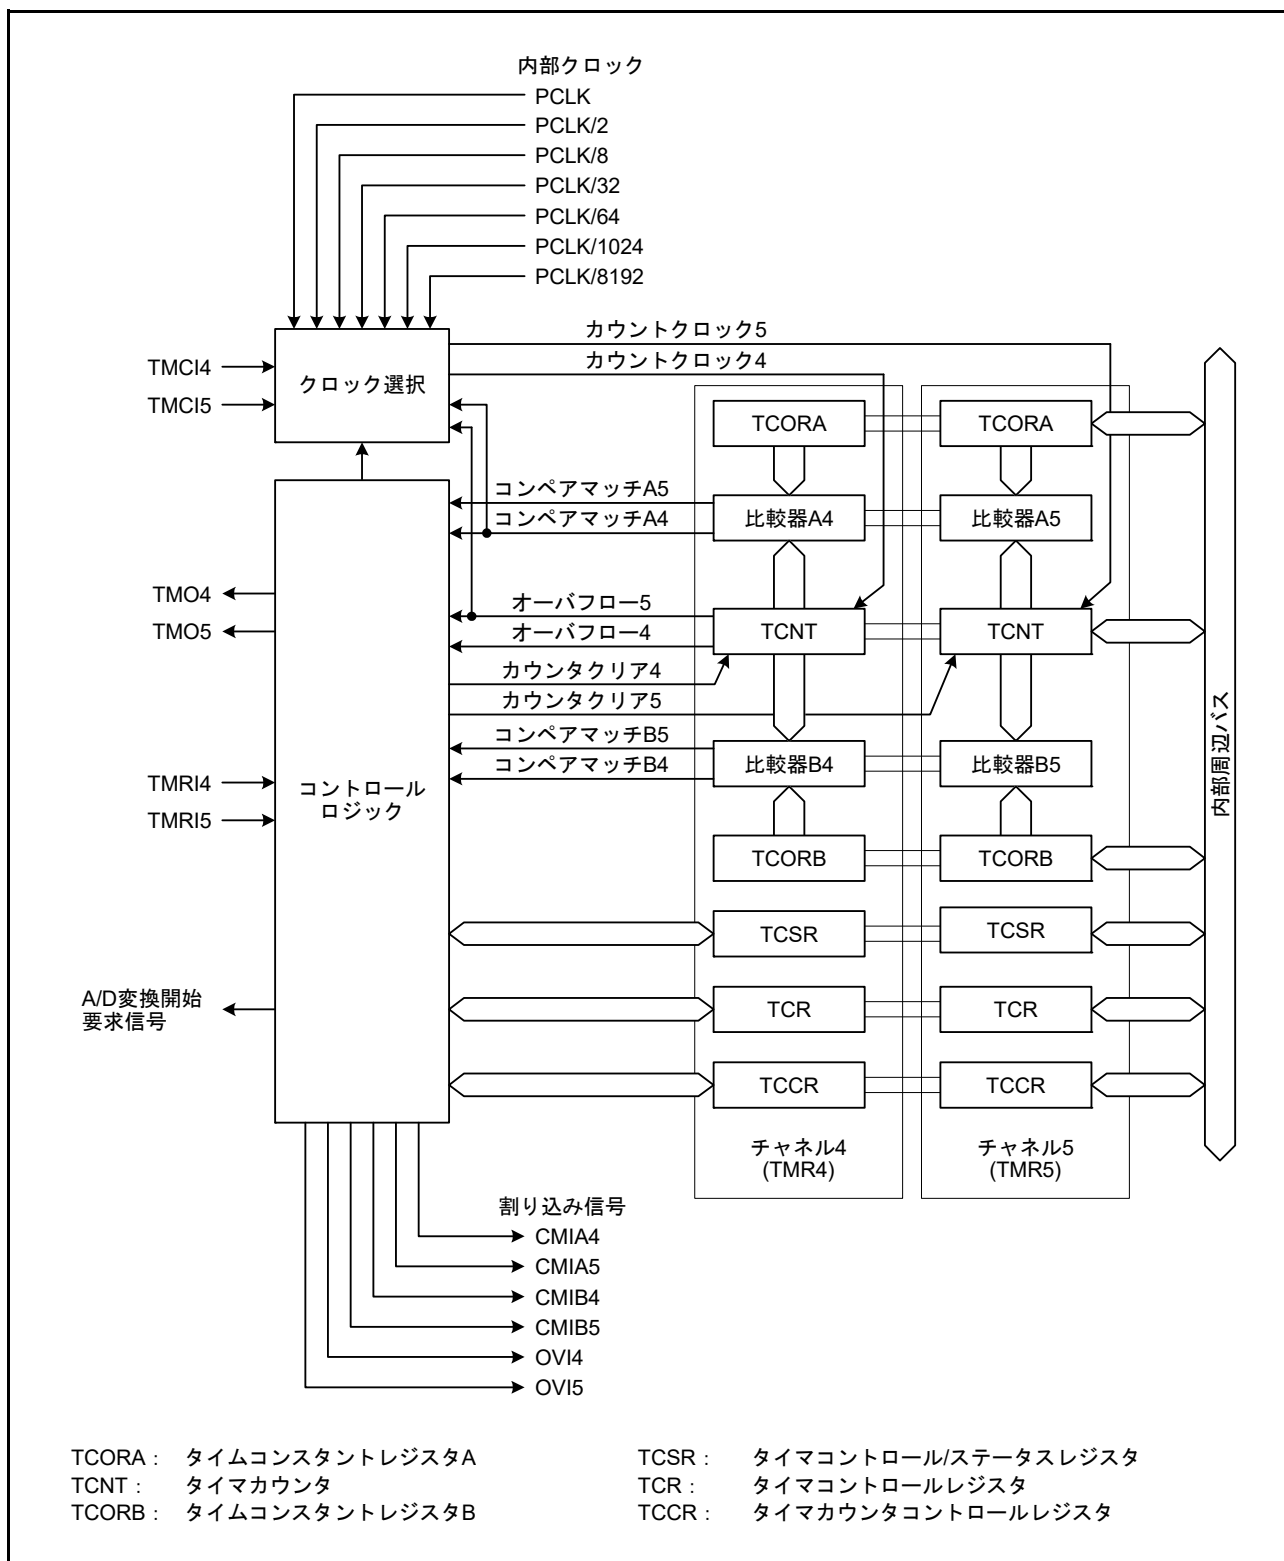 内部クロック
PCLK
PCLK/2
PCLK/8
PCLK/32
PCLK/64
PCLK/1024
PCLK/8192
カウントクロック5
カウントクロック4
TMCI4
TMCI5
クロック選択
TCORA
TCORA
コンペアマッチA5
コンペアマッチA4
比較器A4
比較器A5
TMO4
TMO5
オーバフロー5
オーバフロー4
TCNT
TCNT
カウンタクリア4
カウンタクリア5
コンペアマッチB5
コンペアマッチB4
比較器B4
比較器B5
内部周辺バス
TMRI4
TMRI5
コントロール
ロジック
TCORB
TCORB
TCSR
TCSR
A/D変換開始
要求信号
TCR
TCR
TCCR
TCCR
チャネル4
(TMR4)
チャネル5
(TMR5)
割り込み信号
CMIA4
CMIA5
CMIB4
CMIB5
OVI4
OVI5
TCORA : タイムコンスタントレジスタA
TCNT : タイマカウンタ
TCORB : タイムコンスタントレジスタB
TCSR : タイマコントロール/ステータスレジスタ
TCR : タイマコントロールレジスタ
TCCR : タイマカウンタコントロールレジスタ